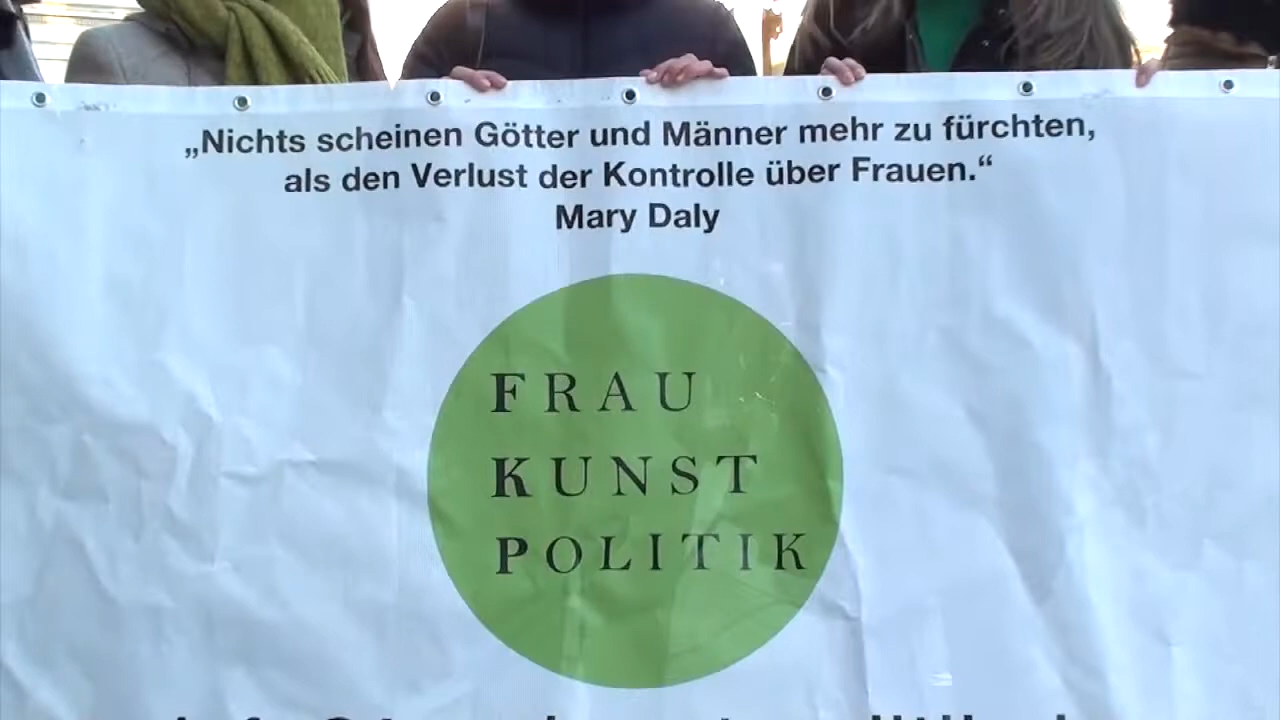 „Nichts scheinen Götter und Männer mehr zu fürchten,
als den Verlust der Kontrolle über Frauen.“
Mary Daly
FRAU
KUNST
POLITIK